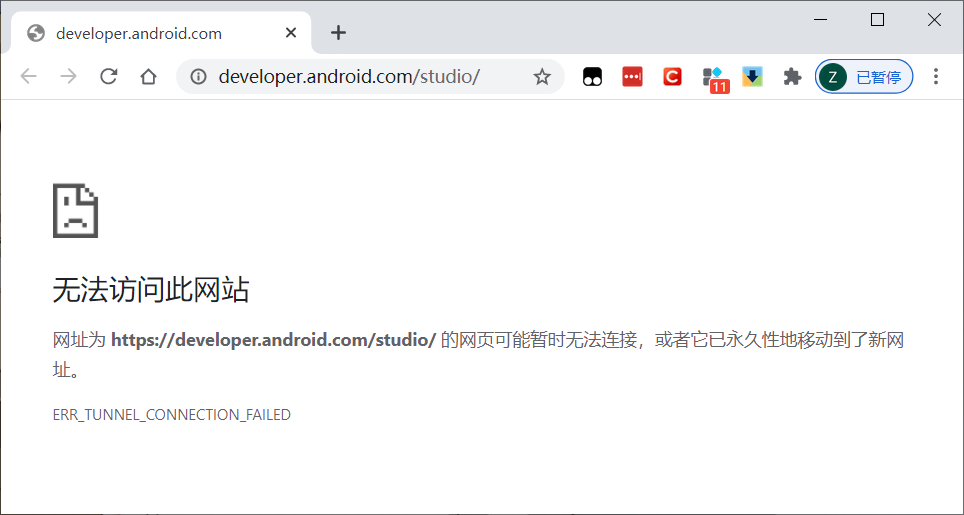 developer.android.com
developer.android.com/studio/
11
Z 已暂停
无法访问此网站
网址为 https://developer.android.com/studio/ 的网页可能暂时无法连接，或者它已永久性地移动到了新网
址。
ERR_TUNNEL_CONNECTION_FAILED